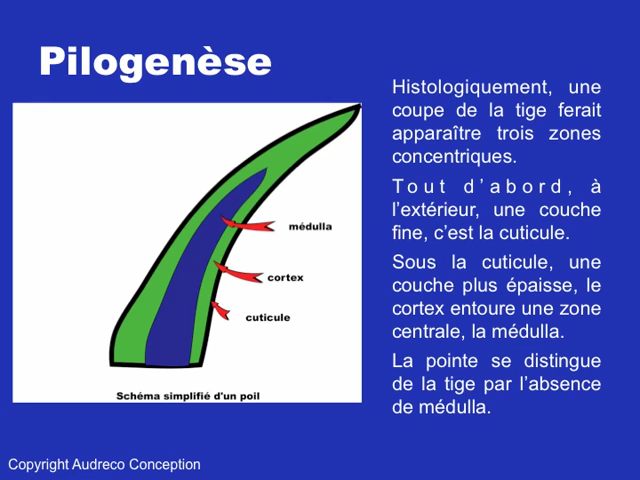 Pilogenèse
Histologiquement, une
coupe de la tige ferait
apparaître trois zones
concentriques.
Tout d'abord, à
l'extérieur, une couche
fine, c'est la cuticule.
Sous la cuticule, une
couche plus épaisse, le
cortex entoure une zone
centrale, la médulla.
La pointe se distingue
de la tige par l'absence
de médulla.
médulla
cortex
cuticule
Schéma simplifié d'un poil
Copyright Audreco Conception